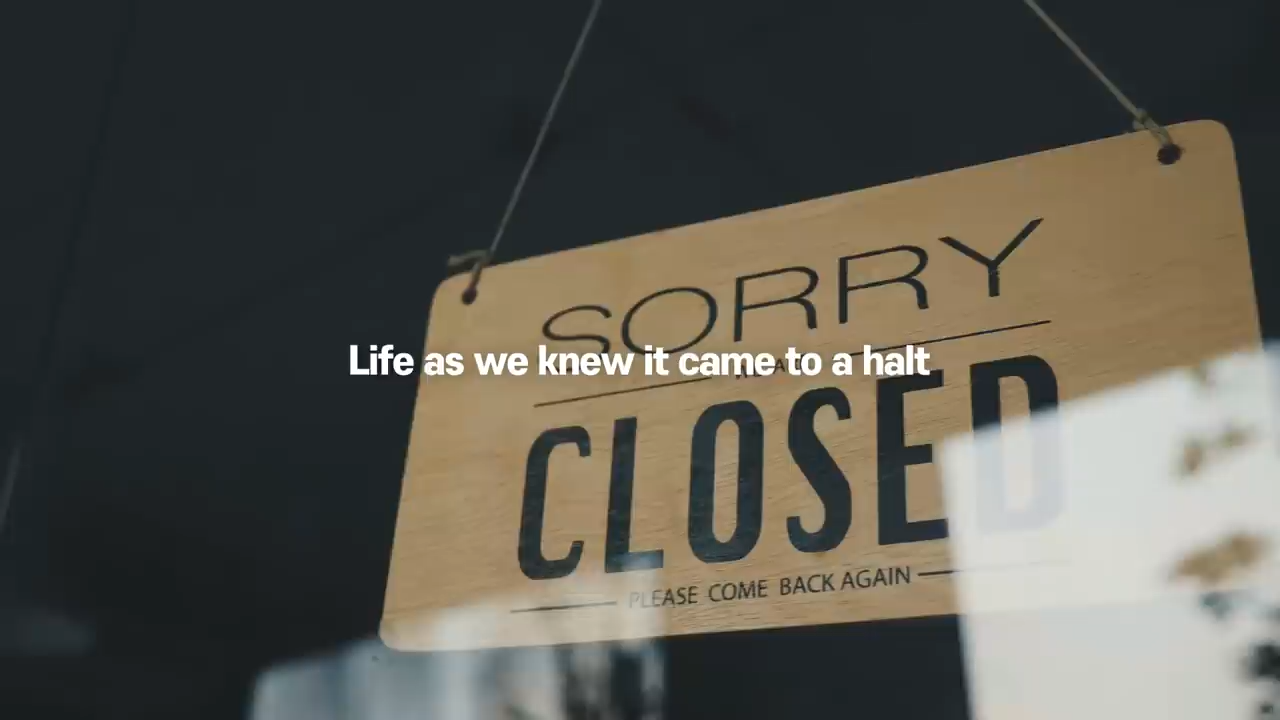 SORRY
Life as we knew it came to a halt
CLOSED
PLEASE COME BACK AGAIN